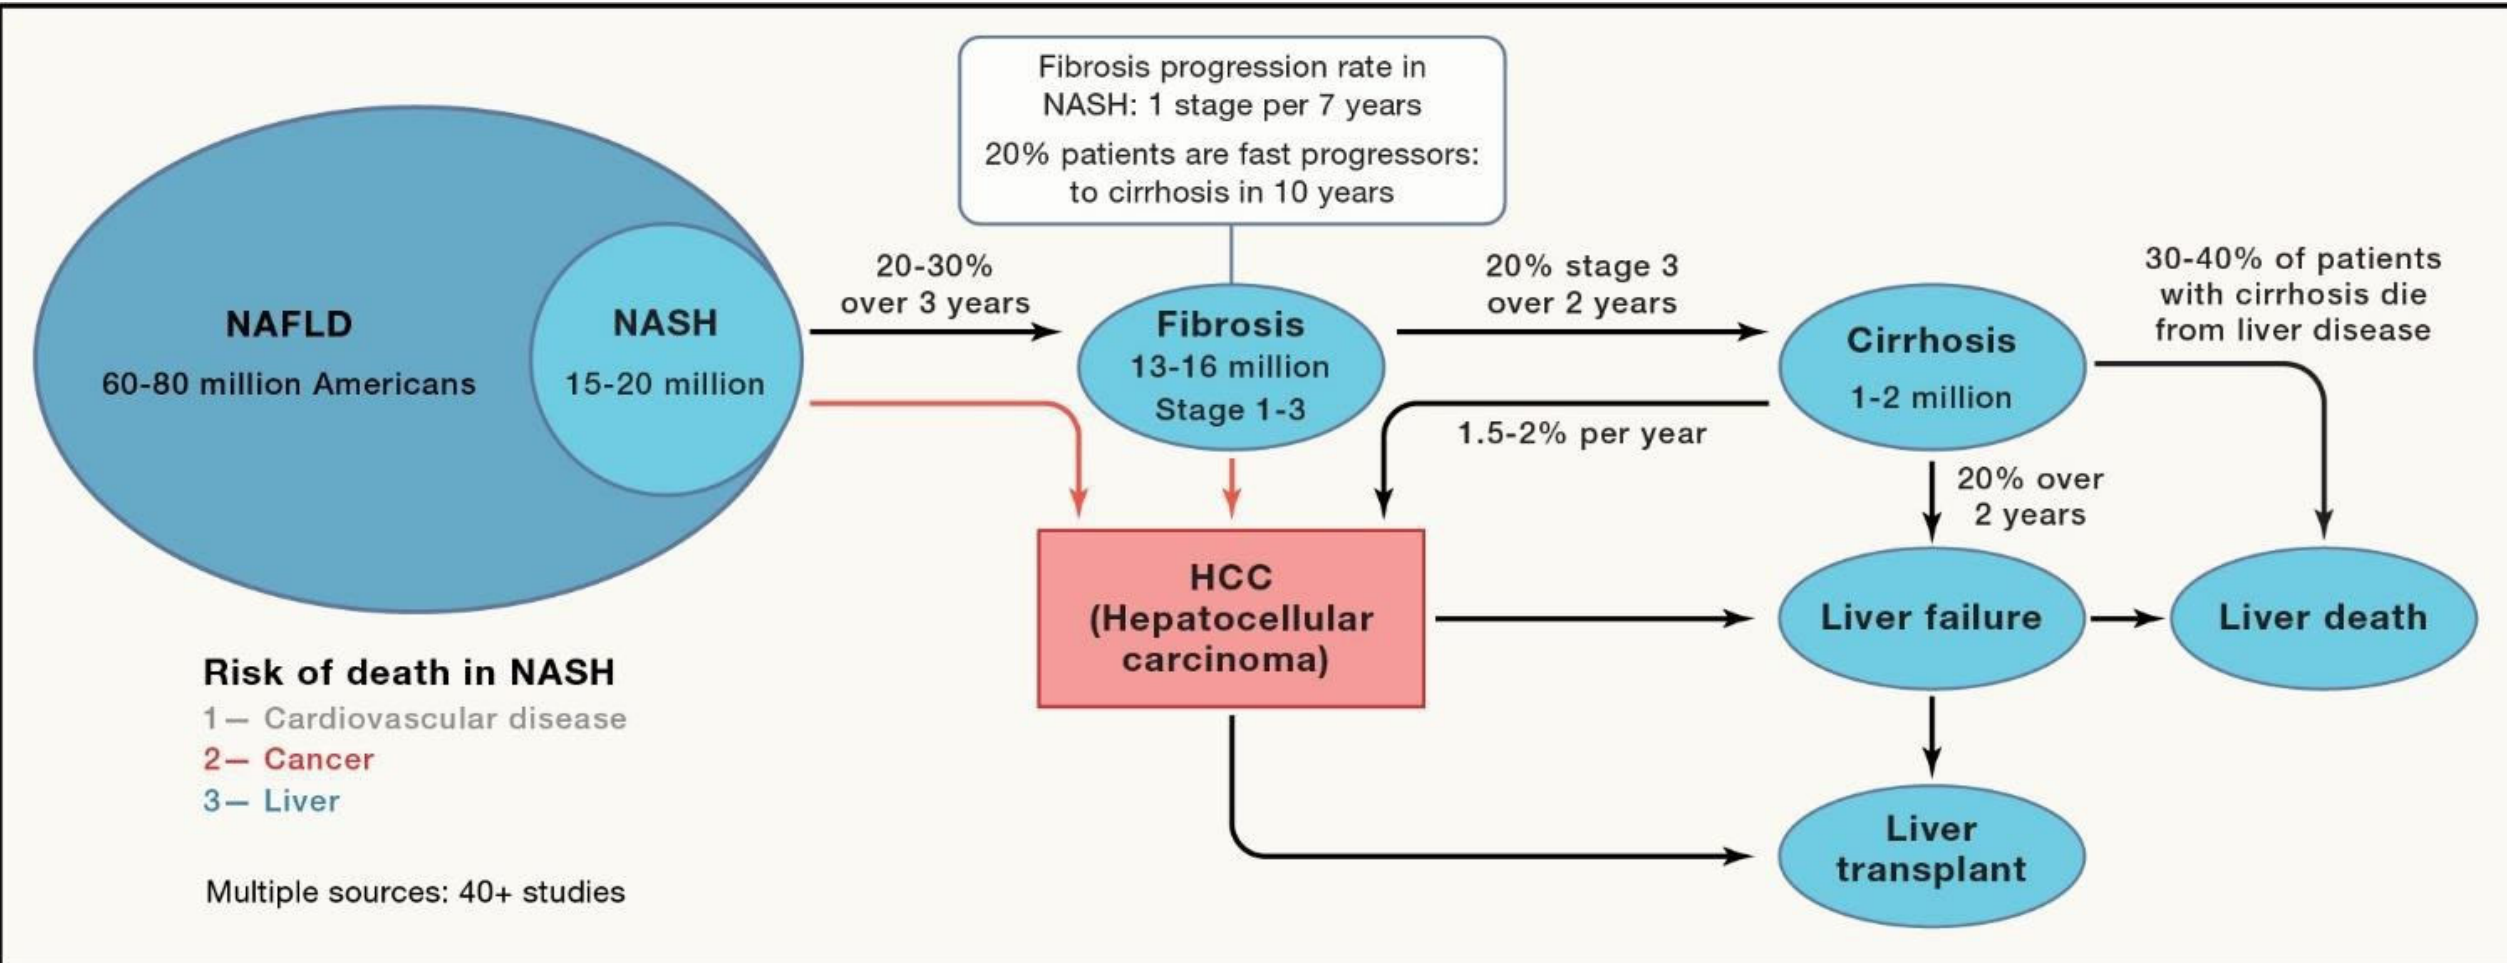 Fibrosis progression rate in
NASH: 1 stage per 7 years
20% patients are fast progressors:
to cirrhosis in 10 years
NAFLD
60-80 million Americans
NASH
15-20 million
20-30%
over 3 years
Fibrosis
13-16 million
Stage 1-3
20% stage 3
over 2 years
Cirrhosis
1-2 million
30-40% of patients
with cirrhosis die
from liver disease
1.5-2% per year
20% over
2 years
HCC
(Hepatocellular
carcinoma)
Liver failure
Liver death
Liver
transplant
Risk of death in NASH
1— Cardiovascular disease
2— Cancer
3— Liver
Multiple sources: 40+ studies